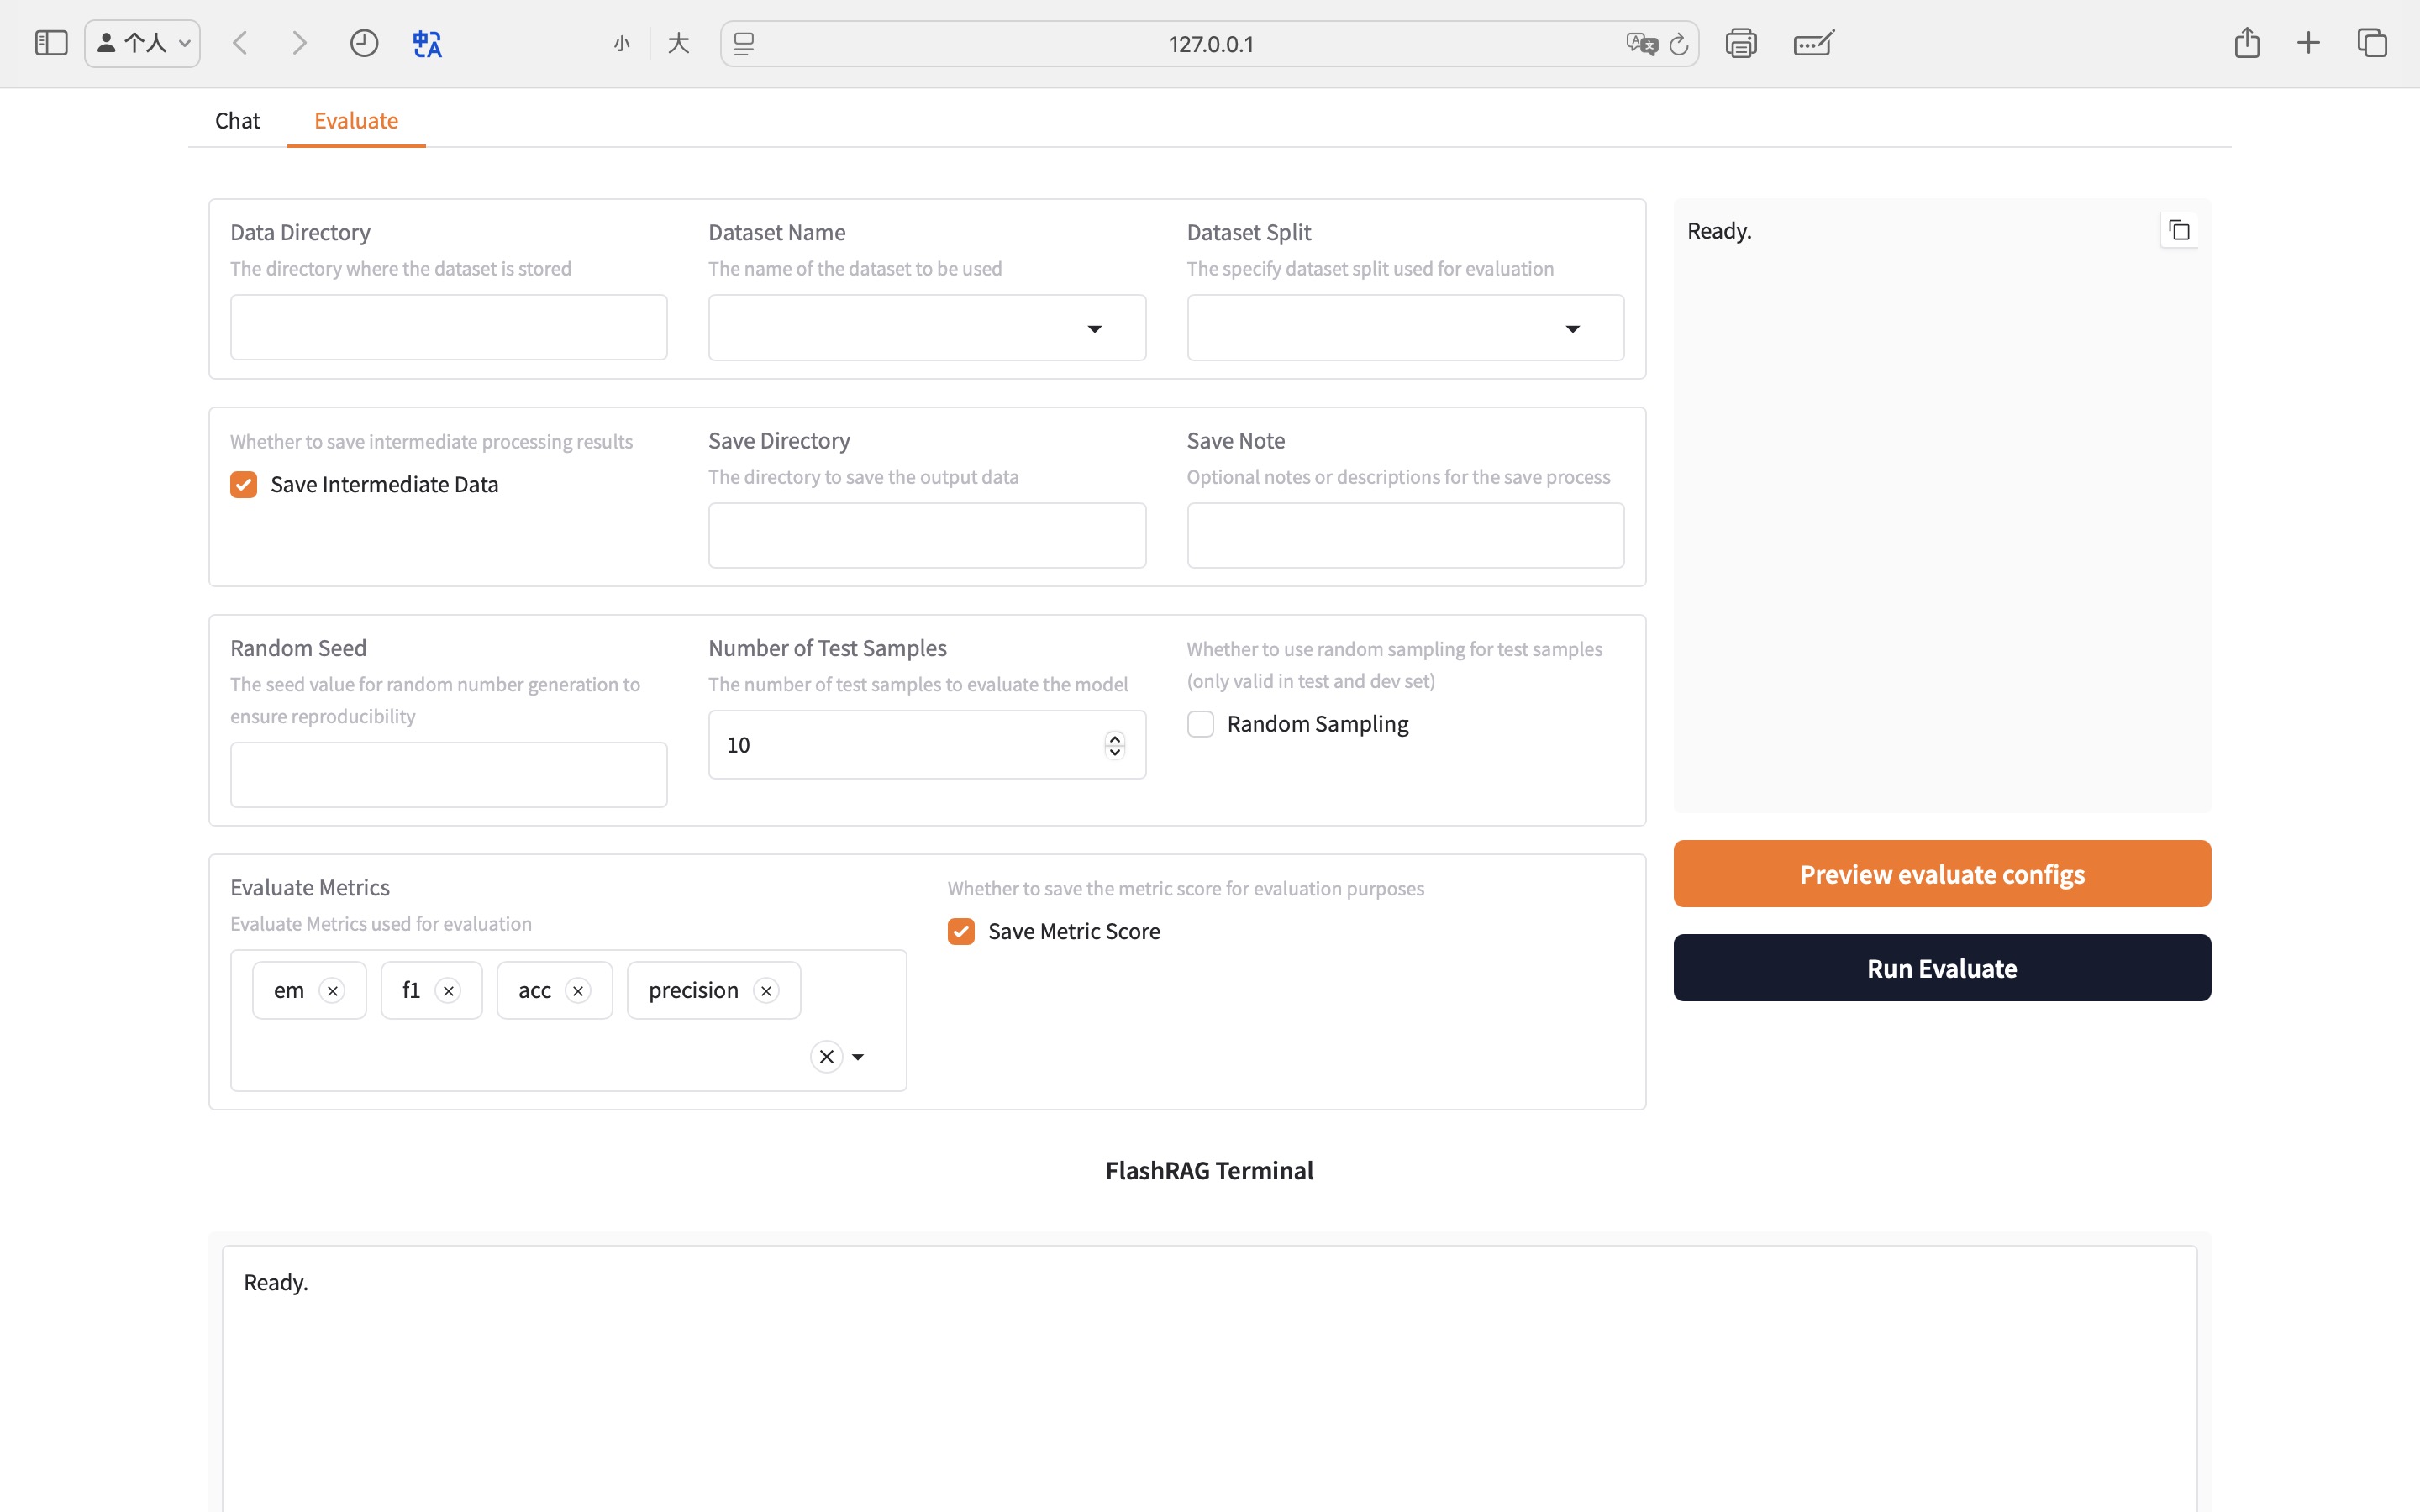 个人
小 大
127.0.0.1
Chat Evaluate
Data Directory
The directory where the dataset is stored
Dataset Name
The name of the dataset to be used
Dataset Split
The specify dataset split used for evaluation
Ready.
Whether to save intermediate processing results
Save Intermediate Data
Save Directory
The directory to save the output data
Save Note
Optional notes or descriptions for the save process
Random Seed
The seed value for random number generation to
ensure reproducibility
Number of Test Samples
The number of test samples to evaluate the model
10
Whether to use random sampling for test samples
(only valid in test and dev set)
Random Sampling
Preview evaluate configs
Run Evaluate
Evaluate Metrics
Evaluate Metrics used for evaluation
em f1 acc precision
Whether to save the metric score for evaluation purposes
Save Metric Score
FlashRAG Terminal
Ready.